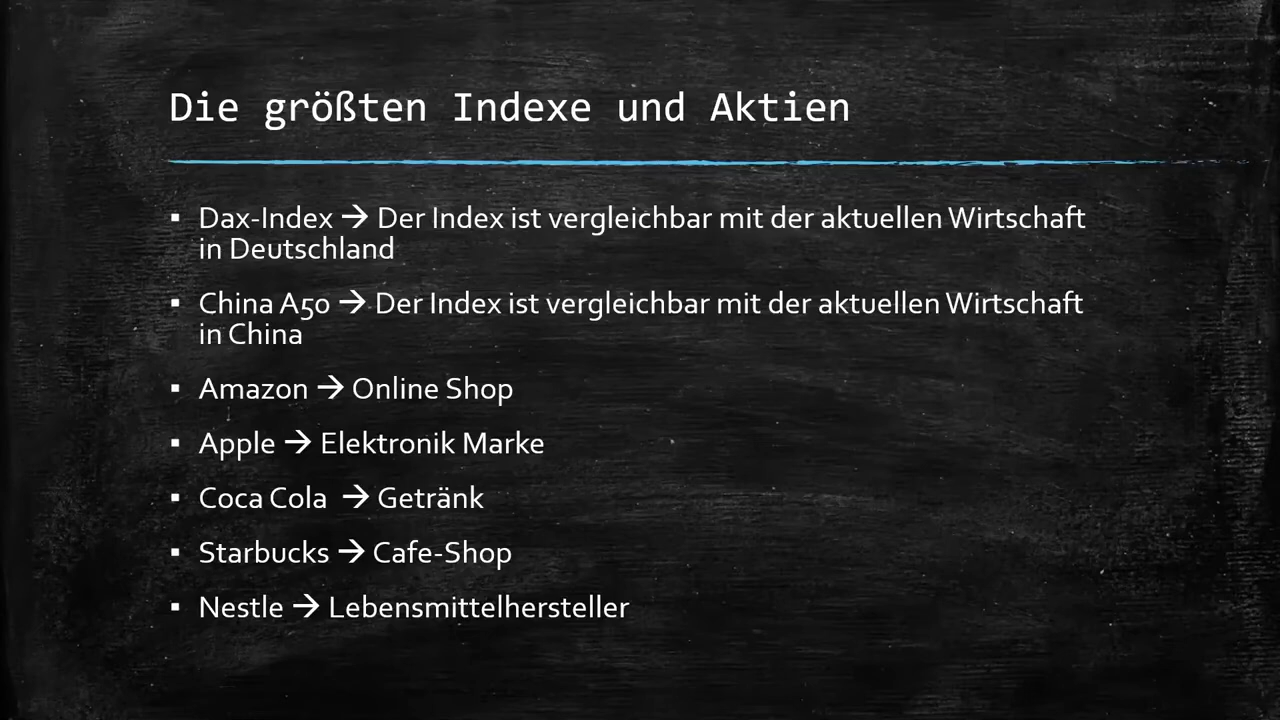 Die größten Indexe und Aktien
▪ Dax-Index → Der Index ist vergleichbar mit der aktuellen Wirtschaft
in Deutschland
▪ China A50 → Der Index ist vergleichbar mit der aktuellen Wirtschaft
in China
▪ Amazon → Online Shop
▪ Apple → Elektronik Marke
▪ Coca Cola → Getränk
▪ Starbucks → Cafe-Shop
▪ Nestle → Lebensmittelhersteller